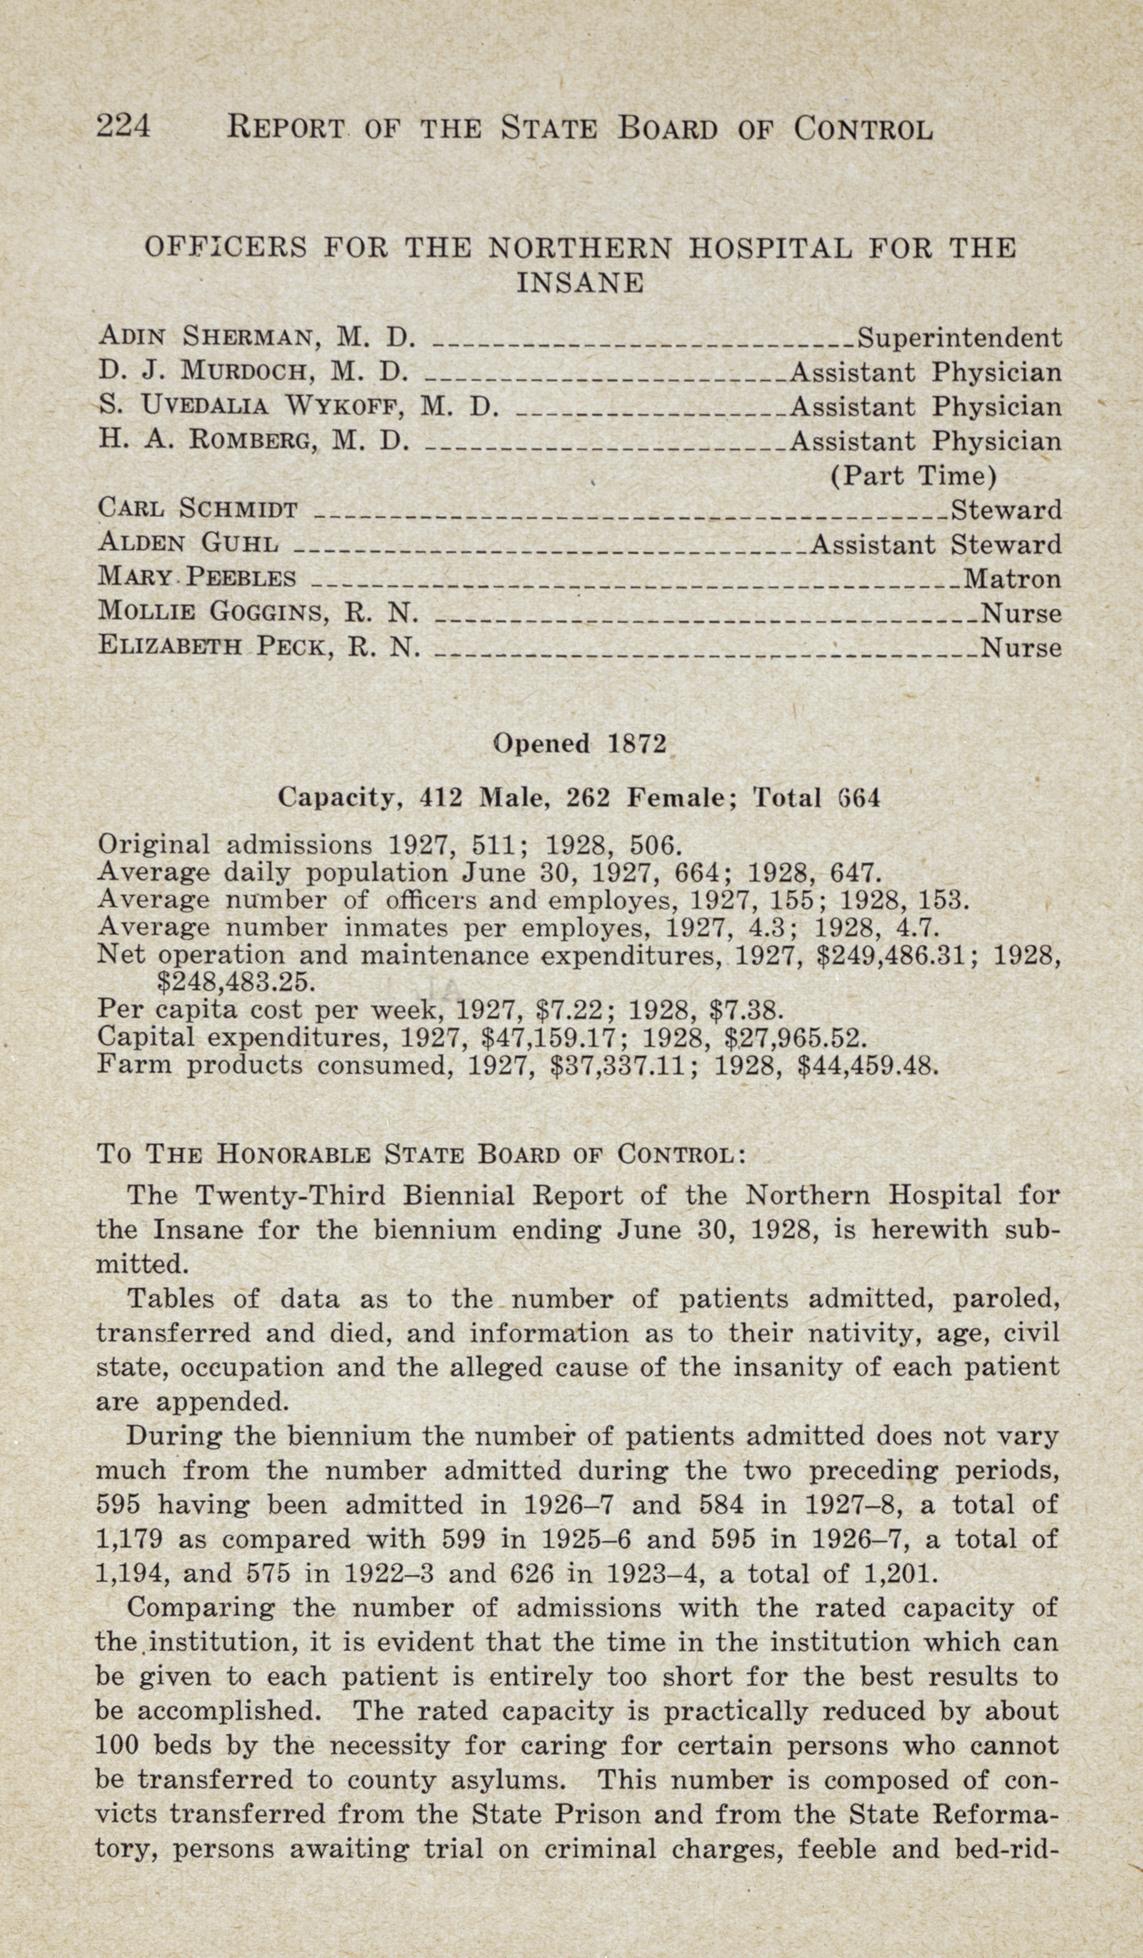 224 REPORT OF THE STATE BOARD OF CONTROL
OFFICERS FOR THE NORTHERN HOSPITAL FOR THE
INSANE
ADIN SHERMAN, M. D. ____________________________Superintendent
D. J. MURDOCH, M. D. ________________________Assistant Physician
S. UVEDALIA WYKOFF, M. D. __________________Assistant Physician
H. A. ROMBERG, M. D. ________________________Assistant Physician
(Part Time)
CARL SCHMIDT __________________________________________Steward
ALDEN GUHL __________________________________Assistant Steward
MARY PEEBLES ___________________________________________Matron
MOLLIE GOGGINS, R. N. ____________________________________Nurse
ELIZABETH PECK, R. N. ____________________________________Nurse
Opened 1872
Capacity, 412 Male, 262 Female; Total 664
Original admissions 1927, 511; 1928, 506.
Average daily population June 30, 1927, 664; 1928, 647.
Average number of officers and employes, 1927, 155; 1928, 153.
Average number inmates per employes, 1927, 4.3; 1928, 4.7.
Net operation and maintenance expenditures, 1927, $249,486.31; 1928,
$248,483.25.
Per capita cost per week, 1927, $7.22; 1928, $7.38.
Capital expenditures, 1927, $47,159.17; 1928, $27,965.52.
Farm products consumed, 1927, $37,337.11; 1928, $44,459.48.
TO THE HONORABLE STATE BOARD OF CONTROL:
The Twenty-Third Biennial Report of the Northern Hospital for
the Insane for the biennium ending June 30, 1928, is herewith sub-
mitted.
Tables of data as to the number of patients admitted, paroled,
transferred and died, and information as to their nativity, age, civil
state, occupation and the alleged cause of the insanity of each patient
are appended.
During the biennium the number of patients admitted does not vary
much from the number admitted during the two preceding periods,
595 having been admitted in 1926–7 and 584 in 1927–8, a total of
1,179 as compared with 599 in 1925–6 and 595 in 1926–7, a total of
1,194, and 575 in 1922–3 and 626 in 1923–4, a total of 1,201.
Comparing the number of admissions with the rated capacity of
the institution, it is evident that the time in the institution which can
be given to each patient is entirely too short for the best results to
be accomplished. The rated capacity is practically reduced by about
100 beds by the necessity for caring for certain persons who cannot
be transferred to county asylums. This number is composed of con-
victs transferred from the State Prison and from the State Reforma-
tory, persons awaiting trial on criminal charges, feeble and bed-rid-